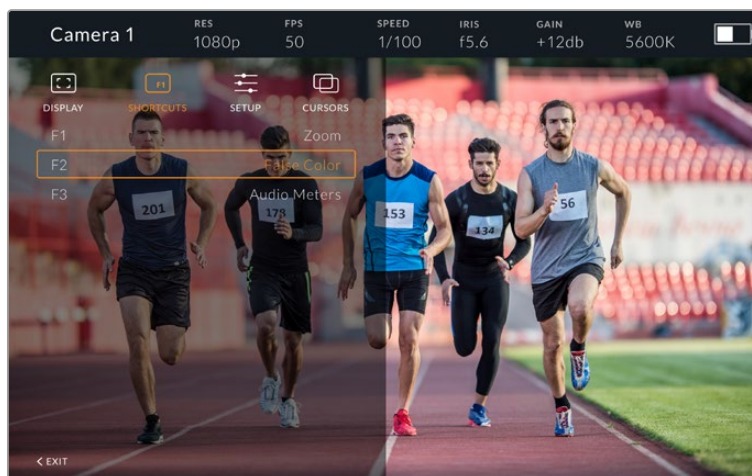 Camera 1
RES
1080p
FPS
50
SPEED
1/100
IRIS
f5.6
GAIN
+12db
WB
5600K
DISPLAY
F1
SHORTCUTS
SETUP
CURSORS
F1 Zoom
F2 False Color
F3 Audio Meters
201
178
153
134
56
< EXIT